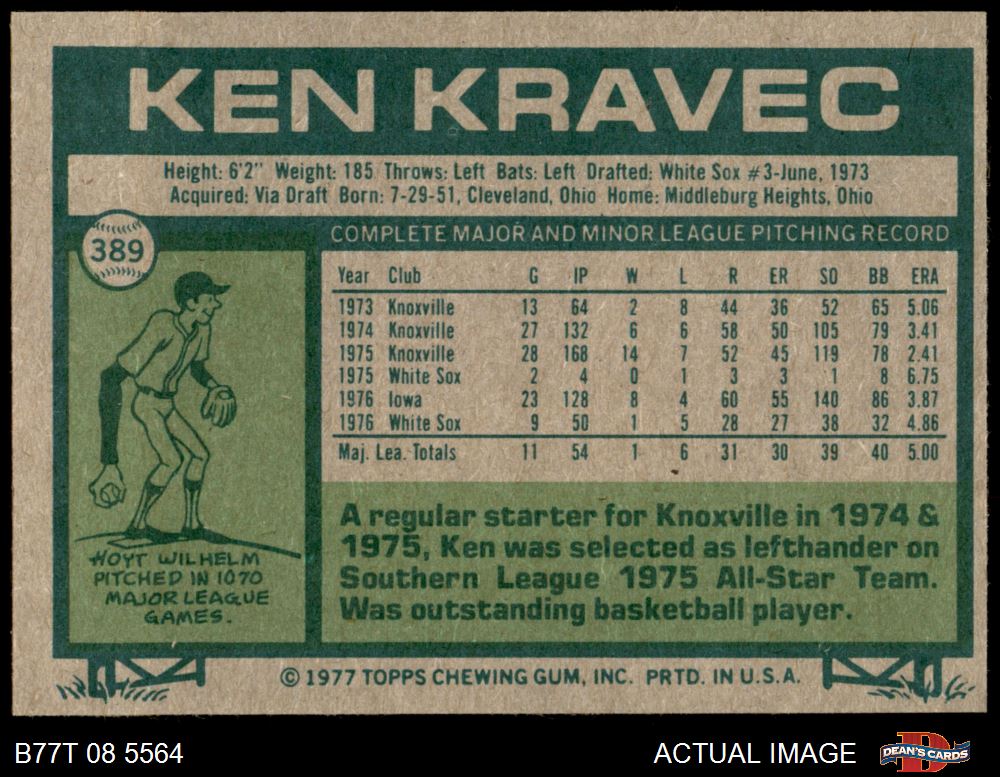 KEN KRAVEC
Height: 6'2" Weight: 185 Throws: Left Bats: Left Drafted: White Sox #3-June, 1973
Acquired: Via Draft Born: 7-29-51, Cleveland, Ohio Home: Middleburg Heights, Ohio
389
COMPLETE MAJOR AND MINOR LEAGUE PITCHING RECORD
Year Club G IP W L R ER SO BB ERA
1973 Knoxville 13 64 2 8 44 36 52 65 5.06
1974 Knoxville 27 132 6 6 58 50 105 79 3.41
1975 Knoxville 28 168 14 7 52 45 119 78 2.41
1975 White Sox 2 4 0 1 3 3 1 8 6.75
1976 Iowa 23 128 8 4 60 55 140 86 3.87
1976 White Sox 9 50 1 5 28 27 38 32 4.86
Maj. Lea. Totals 11 54 1 6 31 30 39 40 5.00
HOYT WILHELM
PITCHED IN 1070
MAJOR LEAGUE
GAMES.
A regular starter for Knoxville in 1974 &
1975, Ken was selected as lefthander on
Southern League 1975 All-Star Team.
Was outstanding basketball player.
© 1977 TOPPS CHEWING GUM, INC. PRTD. IN U.S.A.
B77T 08 5564
ACTUAL IMAGE
DEAN'S CARDS